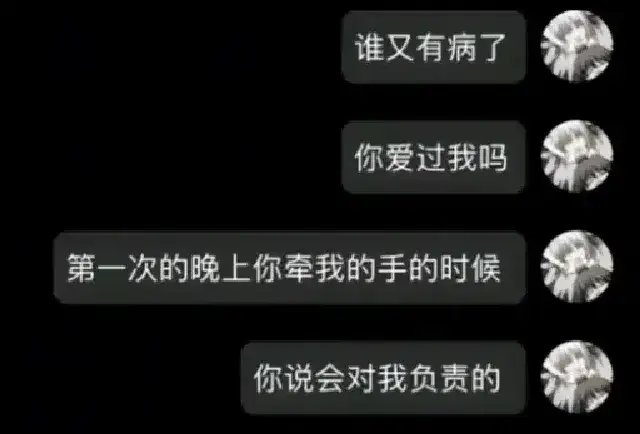 谁又有病了
你爱过我吗
第一次的晚上你牵我的手的时候
你说会对我负责的